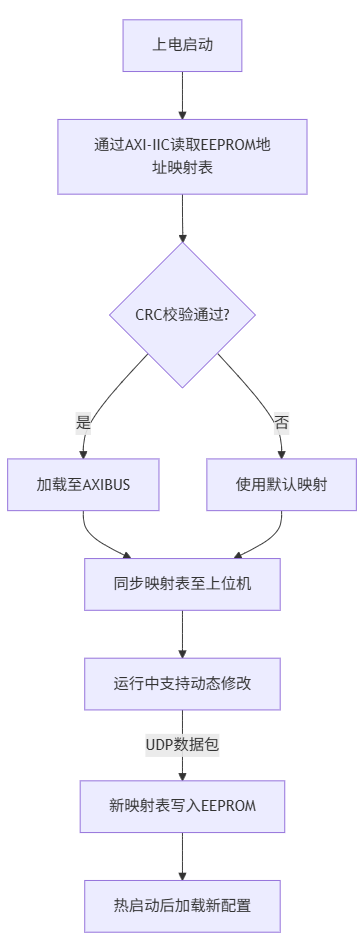 上电启动
通过AXI-IIC读取EEPROM地
址映射表
CRC校验通过?
是
否
加载至AXIBUS
使用默认映射
同步映射表至上位机
运行中支持动态修改
UDP数据包
新映射表写入EEPROM
热启动后加载新配置